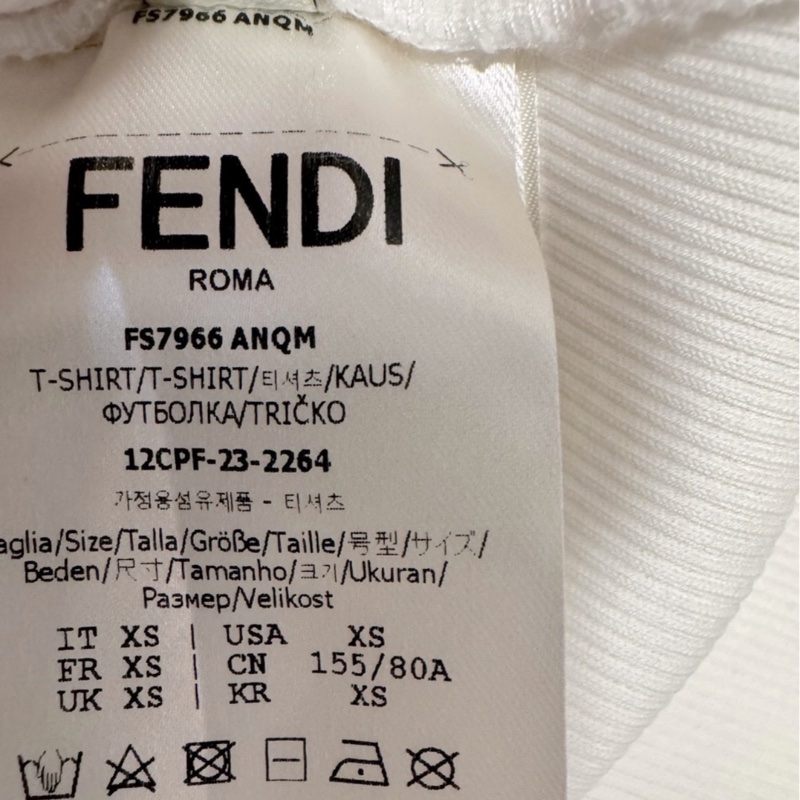 FS7966 ANQM
FENDI
ROMA
FS7966 ANQM
T-SHIRT/T-SHIRT/티셔츠/KAUS/
ФУТБОЛКА/TRIČKO
12CPF-23-2264
가정용섬유제품 - 티셔츠
aglia/Size/Talla/Größe/Taille/号型/サイズ/
Beden/尺寸/Tamanho/크기/Ukuran/
Размер/Velikost
IT XS | USA XS
FR XS | CN 155/80A
UK XS | KR XS